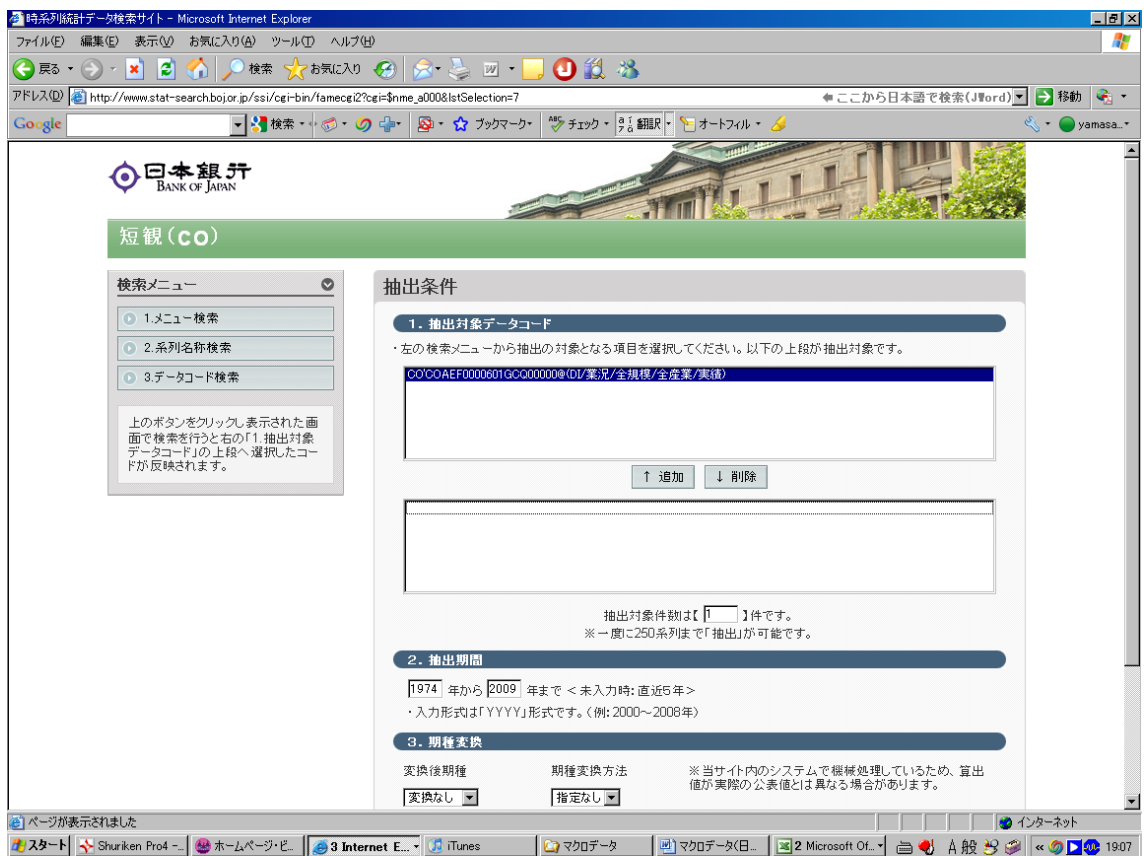 時系列統計データ検索サイト - Microsoft Internet Explorer
ファイル(F) 編集(E) 表示(V) お気に入り(A) ツール(T) ヘルプ(H)
戻る 検索 お気に入り
アドレス(D) http://www.stat-search.boj.or.jp/ssi/cgi-bin/famecgi2?cgi=$nme_a000&lstSelection=7 ここから日本語で検索(JWord) 移動
Google 検索 ブックマーク チェック 翻訳 オートフィル yamasa...
日本銀行
BANK OF JAPAN
短観(co)
検索メニュー
1.メニュー検索
2.系列名称検索
3.データコード検索
上のボタンをクリックし表示された画
面で検索を行うと右の「1.抽出対象
データコード」の上段へ選択したコー
ドが反映されます。
抽出条件
1. 抽出対象データコード
・左の検索メニューから抽出の対象となる項目を選択してください。以下の上段が抽出対象です。
CO'COAEF0000601GCQ00000@(DI/業況/全規模/全産業/実績)
↑ 追加 ↓ 削除
抽出対象件数は【 1 】件です。
※一度に250系列まで「抽出」が可能です。
2. 抽出期間
1974 年から 2009 年まで <未入力時: 直近5年>
・入力形式は「YYYY」形式です。(例: 2000～2008年)
3. 期種変換
変換後期種 期種変換方法 ※当サイト内のシステムで機械処理しているため、算出
値が実際の公表値とは異なる場合があります。
変換なし 指定なし
ページが表示されました インターネット
スタート Shuriken Pro4 -... ホームページ・ビ... 3 Internet E... iTunes マクロデータ マクロデータ(日... 2 Microsoft Of... A 般 19:07